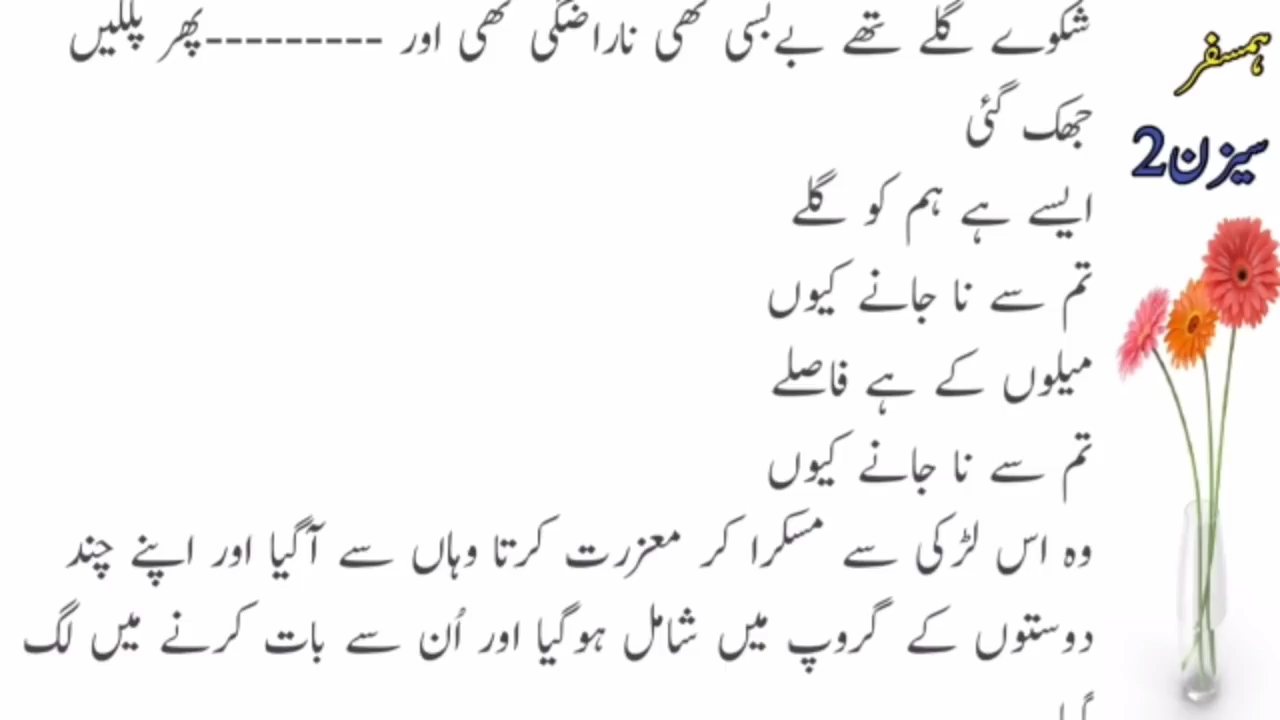 شکوے گلے تھے بےبسی تھی ناراضگی تھی اور ---------پھر پلکیں
جھک گئی
ایسے ہے ہم کو گلے
تم سے نا جانے کیوں
میلوں کے ہے فاصلے
تم سے نا جانے کیوں
وہ اس لڑکی سے مسکرا کر معزرت کرتا وہاں سے آگیا اور اپنے چند
دوستوں کے گروپ میں شامل ہوگیا اور اُن سے بات کرنے میں لگ
ہمسفر
سیزن2